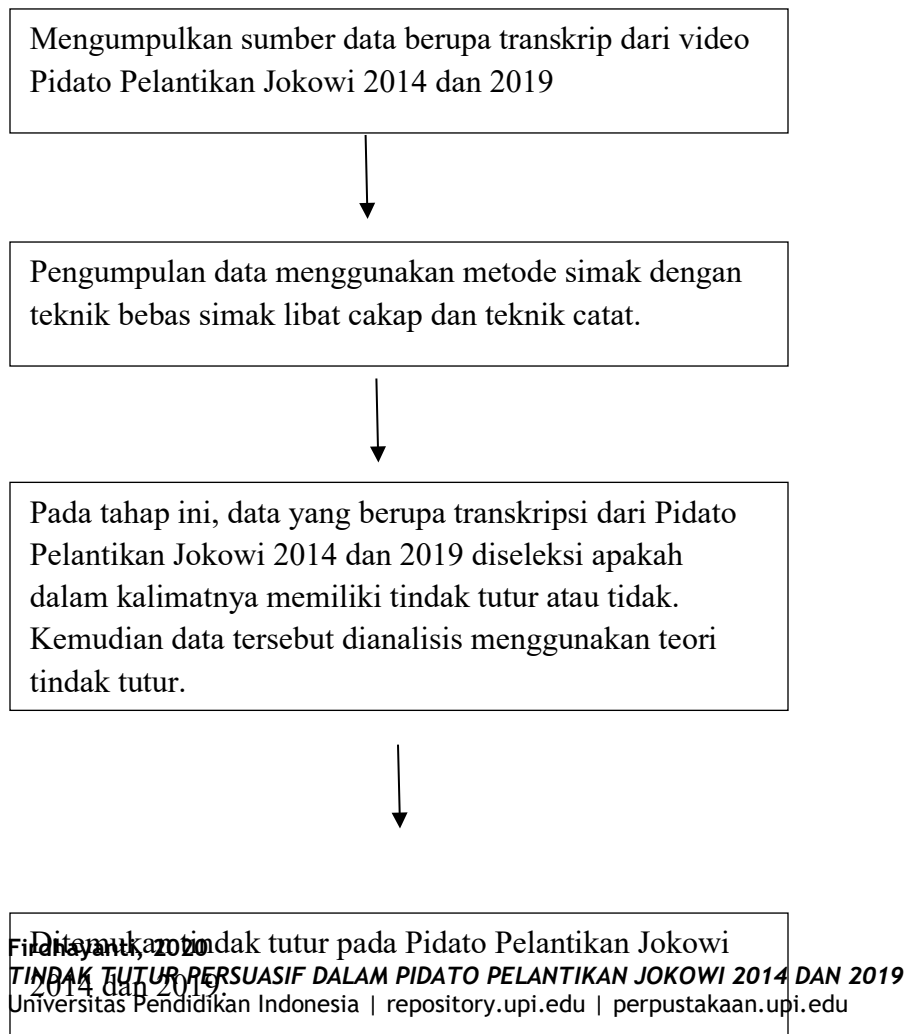 Mengumpulkan sumber data berupa transkrip dari video
Pidato Pelantikan Jokowi 2014 dan 2019
Pengumpulan data menggunakan metode simak dengan
teknik bebas simak libat cakap dan teknik catat.
Pada tahap ini, data yang berupa transkripsi dari Pidato
Pelantikan Jokowi 2014 dan 2019 diseleksi apakah
dalam kalimatnya memiliki tindak tutur atau tidak.
Kemudian data tersebut dianalisis menggunakan teori
tindak tutur.
Ditemukan tindak tutur pada Pidato Pelantikan Jokowi
2014 dan 2019.
Firdhayanti, 2020
TINDAK TUTUR PERSUASIF DALAM PIDATO PELANTIKAN JOKOWI 2014 DAN 2019
Universitas Pendidikan Indonesia | repository.upi.edu | perpustakaan.upi.edu